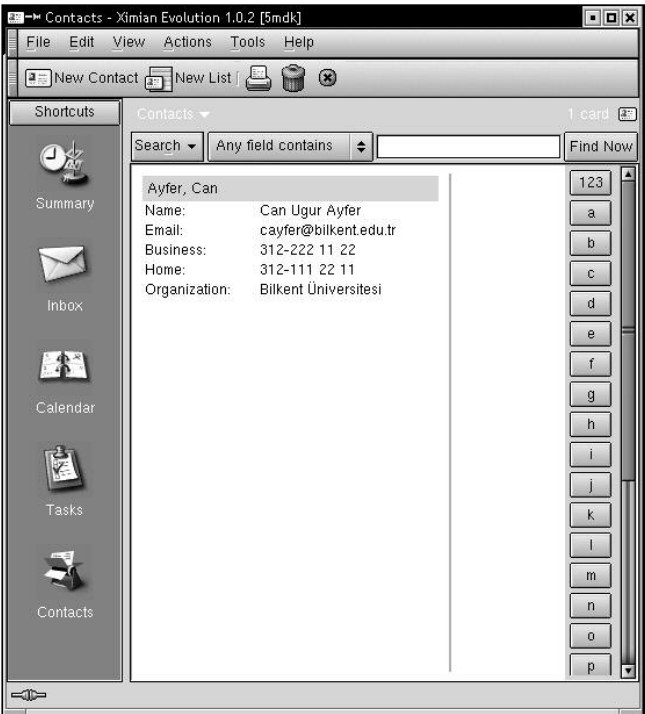 Contacts - Ximian Evolution 1.0.2 [5mdk]
File Edit View Actions Tools Help
New Contact New List
Shortcuts
Contacts 1 card
Search Any field contains Find Now
Summary
Inbox
Calendar
Tasks
Contacts
Ayfer, Can
Name: Can Ugur Ayfer
Email: cayfer@bilkent.edu.tr
Business: 312-222 11 22
Home: 312-111 22 11
Organization: Bilkent Üniversitesi
123
a
b
c
d
e
f
g
h
i
j
k
l
m
n
o
p